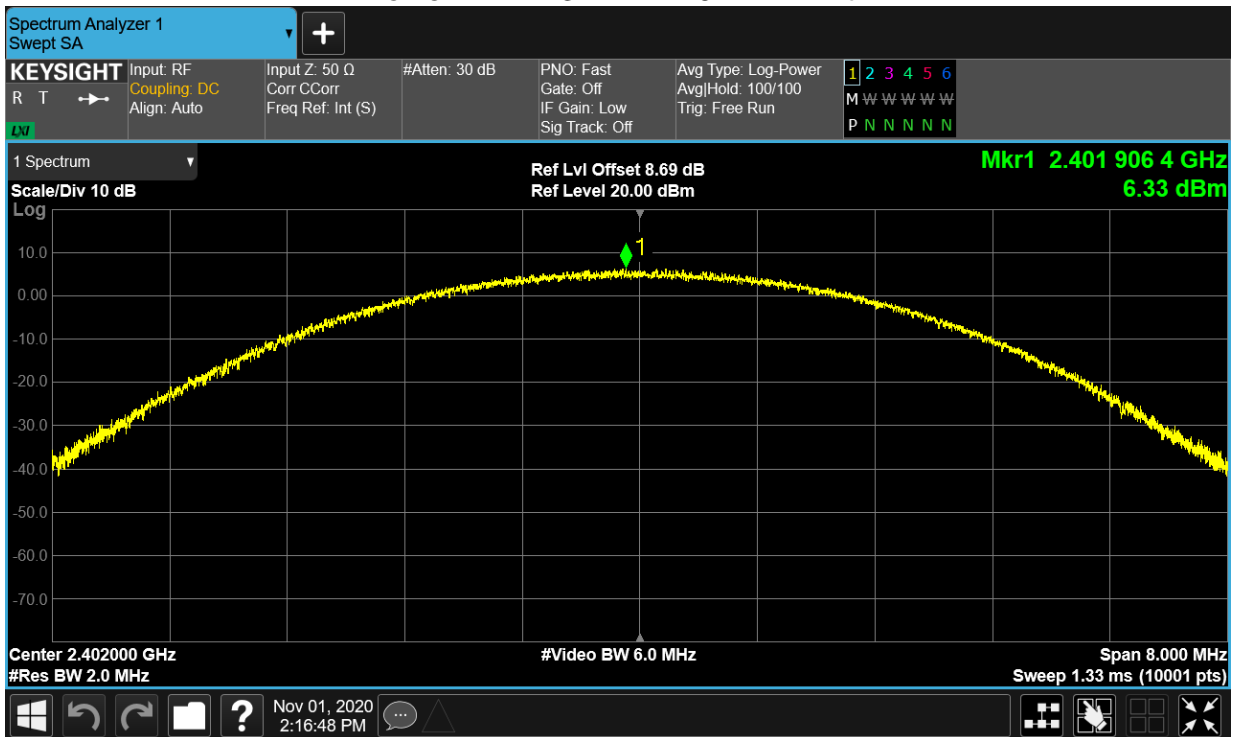 Spectrum Analyzer 1
Swept SA
KEYSIGHT
R T
LXI
Input: RF
Coupling: DC
Align: Auto
Input Z: 50 Ω
Corr CCorr
Freq Ref: Int (S)
#Atten: 30 dB
PNO: Fast
Gate: Off
IF Gain: Low
Sig Track: Off
Avg Type: Log-Power
Avg|Hold: 100/100
Trig: Free Run
1 2 3 4 5 6
M W W W W W
P N N N N N
1 Spectrum
Scale/Div 10 dB
Log
Ref Lvl Offset 8.69 dB
Ref Level 20.00 dBm
Mkr1 2.401 906 4 GHz
6.33 dBm
1
10.0
0.00
-10.0
-20.0
-30.0
-40.0
-50.0
-60.0
-70.0
Center 2.402000 GHz
#Res BW 2.0 MHz
#Video BW 6.0 MHz
Span 8.000 MHz
Sweep 1.33 ms (10001 pts)
?
Nov 01, 2020
2:16:48 PM